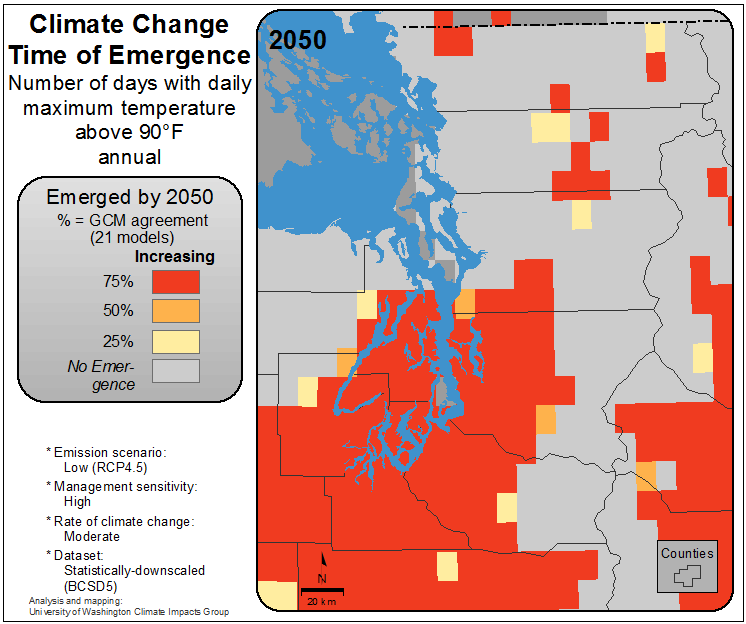 Climate Change
Time of Emergence
Number of days with daily
maximum temperature
above 90°F
annual
Emerged by 2050
% = GCM agreement
(21 models)
Increasing
75%
50%
25%
No Emer-
gence
* Emission scenario:
Low (RCP4.5)
* Management sensitivity:
High
* Rate of climate change:
Moderate
* Dataset:
Statistically-downscaled
(BCSD5)
Analysis and mapping:
University of Washington Climate Impacts Group
2050
N
20 km
Counties